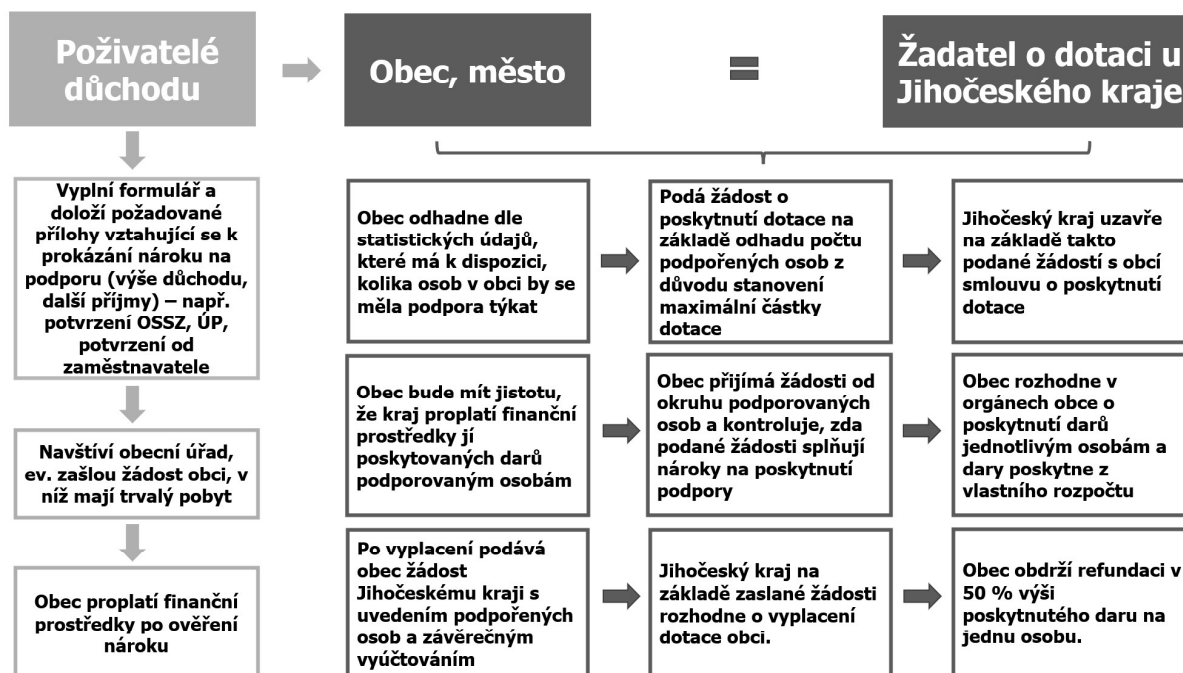 Poživatelé
důchodu
Obec, město
=
Žadatel o dotaci u
Jihočeského kraje
Vyplní formulář a
doloží požadované
přílohy vztahující se k
prokázání nároku na
podporu (výše důchodu,
další příjmy) – např.
potvrzení OSSZ, ÚP,
potvrzení od
zaměstnavatele
Navštíví obecní úřad,
ev. zašlou žádost obci, v
níž mají trvalý pobyt
Obec proplatí finanční
prostředky po ověření
nároku
Obec odhadne dle
statistických údajů,
které má k dispozici,
kolika osob v obci by se
měla podpora týkat
Podá žádost o
poskytnutí dotace na
základě odhadu počtu
podpořených osob z
důvodu stanovení
maximální částky
dotace
Jihočeský kraj uzavře
na základě takto
podané žádostí s obcí
smlouvu o poskytnutí
dotace
Obec bude mít jistotu,
že kraj proplatí finanční
prostředky jí
poskytovaných darů
podporovaným osobám
Obec přijímá žádosti od
okruhu podporovaných
osob a kontroluje, zda
podané žádosti splňují
nároky na poskytnutí
podpory
Obec rozhodne v
orgánech obce o
poskytnutí darů
jednotlivým osobám a
dary poskytne z
vlastního rozpočtu
Po vyplacení podává
obec žádost
Jihočeskému kraji s
uvedením podpořených
osob a závěrečným
vyúčtováním
Jihočeský kraj na
základě zaslané žádosti
rozhodne o vyplacení
dotace obci.
Obec obdrží refundaci v
50 % výši
poskytnutého daru na
jednu osobu.